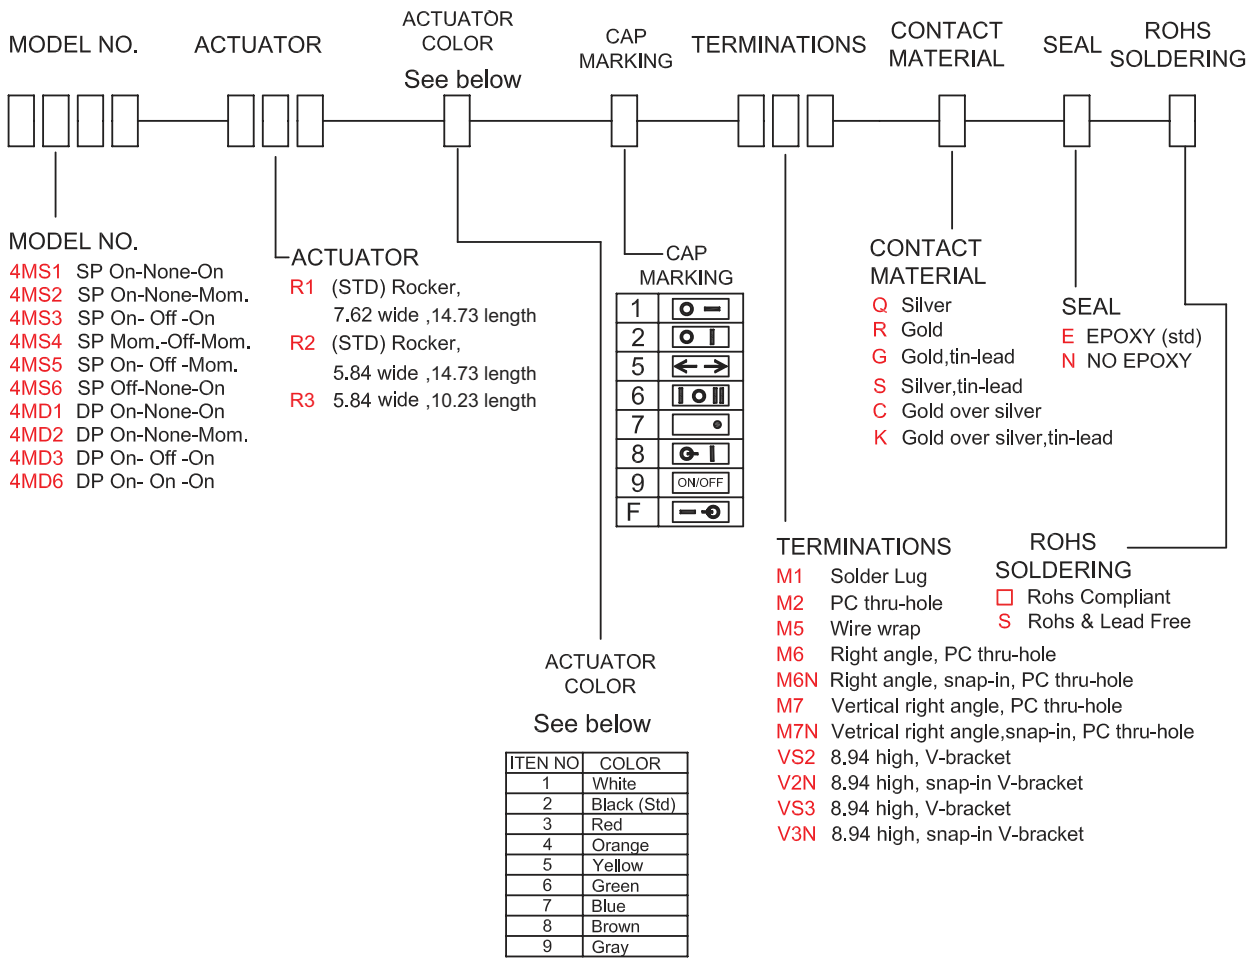 MODEL NO.
ACTUATOR
ACTUATOR
COLOR
See below
CAP
MARKING
TERMINATIONS
CONTACT
MATERIAL
SEAL
ROHS
SOLDERING
MODEL NO.
4MS1 SP On-None-On
4MS2 SP On-None-Mom.
4MS3 SP On- Off -On
4MS4 SP Mom.-Off-Mom.
4MS5 SP On- Off -Mom.
4MS6 SP Off-None-On
4MD1 DP On-None-On
4MD2 DP On-None-Mom.
4MD3 DP On- Off -On
4MD6 DP On- On -On
ACTUATOR
R1 (STD) Rocker,
7.62 wide ,14.73 length
R2 (STD) Rocker,
5.84 wide ,14.73 length
R3 5.84 wide ,10.23 length
CAP
MARKING
1
2
5
6
7
8
9 ON/OFF
F
CONTACT
MATERIAL
Q Silver
R Gold
G Gold,tin-lead
S Silver,tin-lead
C Gold over silver
K Gold over silver,tin-lead
SEAL
E EPOXY (std)
N NO EPOXY
TERMINATIONS
M1 Solder Lug
M2 PC thru-hole
M5 Wire wrap
M6 Right angle, PC thru-hole
M6N Right angle, snap-in, PC thru-hole
M7 Vertical right angle, PC thru-hole
M7N Vetrical right angle,snap-in, PC thru-hole
VS2 8.94 high, V-bracket
V2N 8.94 high, snap-in V-bracket
VS3 8.94 high, V-bracket
V3N 8.94 high, snap-in V-bracket
ROHS
SOLDERING
Rohs Compliant
S Rohs & Lead Free
ACTUATOR
COLOR
See below
ITEN NO COLOR
1 White
2 Black (Std)
3 Red
4 Orange
5 Yellow
6 Green
7 Blue
8 Brown
9 Gray